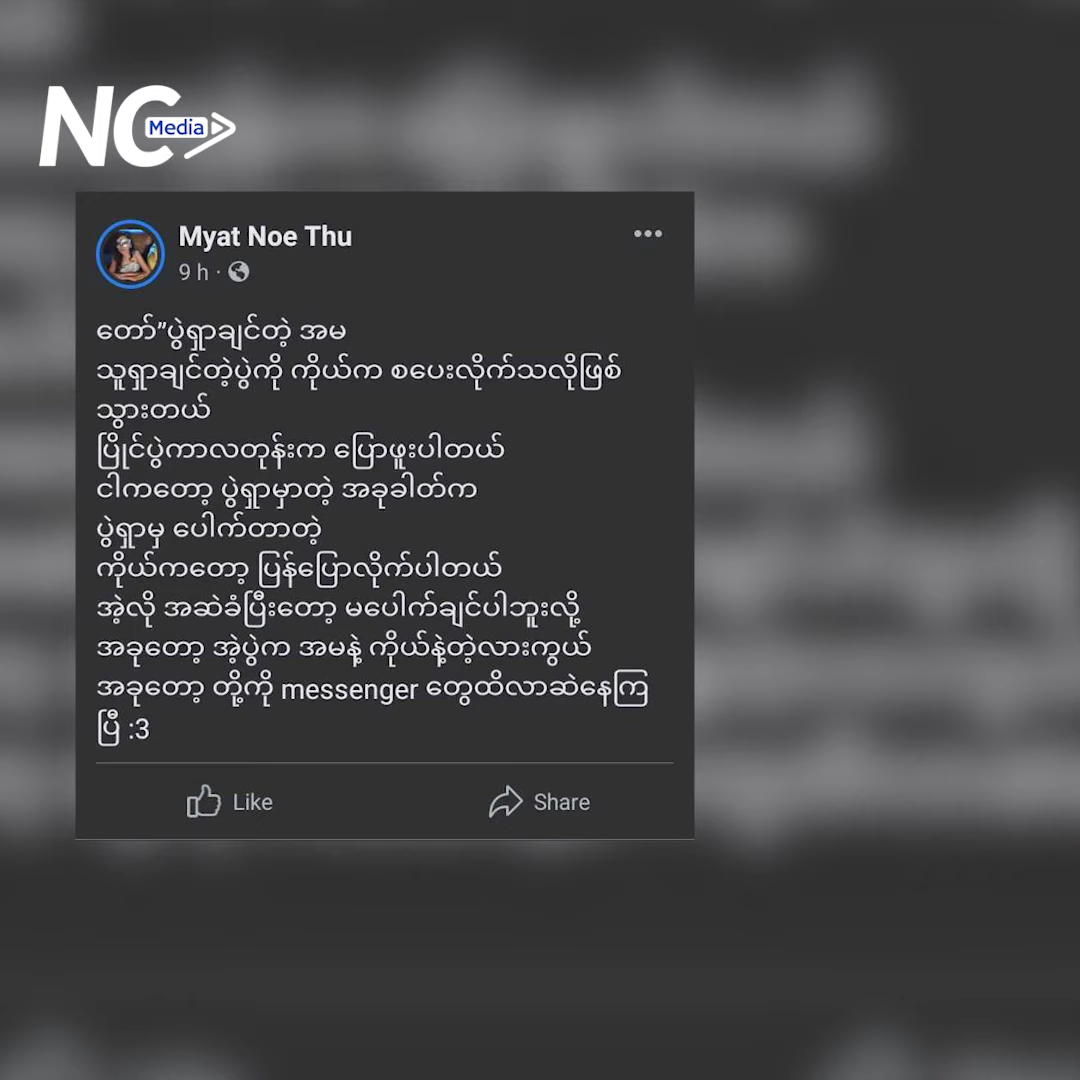 NC Media
Myat Noe Thu
9 h ·
တော်"ပွဲရှာချင်တဲ့ အမ
သူရှာချင်တဲ့ပွဲကို ကိုယ်က စပေးလိုက်သလိုဖြစ်
သွားတယ်
ပြိုင်ပွဲကာလတုန်းက ပြောဖူးပါတယ်
ငါကတော့ ပွဲရှာမှာတဲ့ အခုခါတ်က
ပွဲရှာမှ ပေါက်တာတဲ့
ကိုယ်ကတော့ ပြန်ပြောလိုက်ပါတယ်
အဲ့လို အဆဲခံပြီးတော့ မပေါက်ချင်ပါဘူးလို့
အခုတော့ အဲ့ပွဲက အမနဲ့ ကိုယ်နဲ့တဲ့လားကွယ်
အခုတော့ တို့ကို messenger တွေထိလာဆဲနေကြ
ပြီ :3
Like
Share